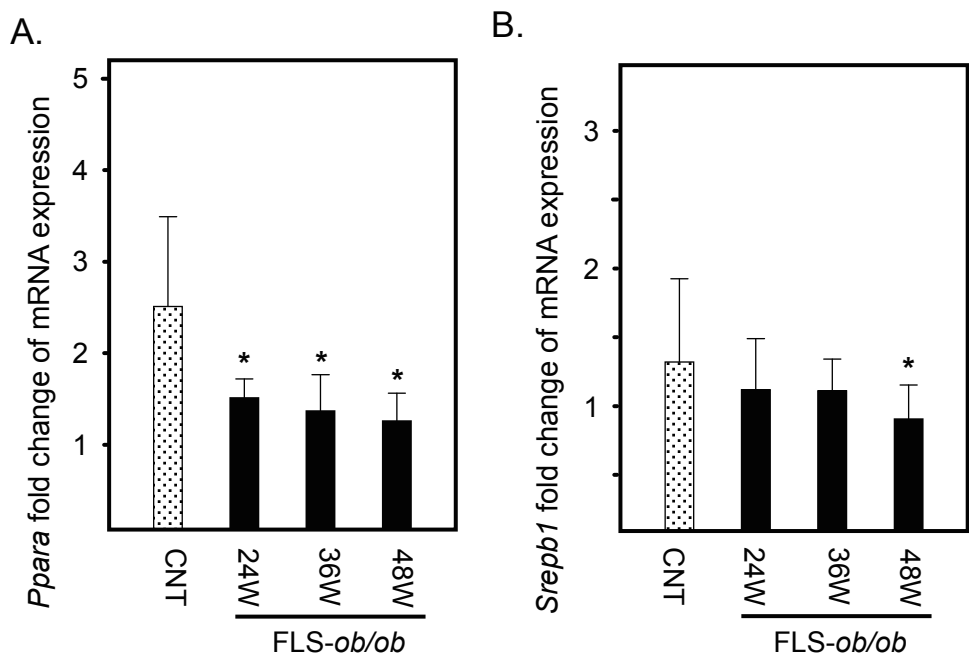 A.
Ppara fold change of mRNA expression
5
4
3
2
1
*
*
*
CNT
24W
36W
48W
FLS-ob/ob
B.
Srepb1 fold change of mRNA expression
3
2
1
*
CNT
24W
36W
48W
FLS-ob/ob